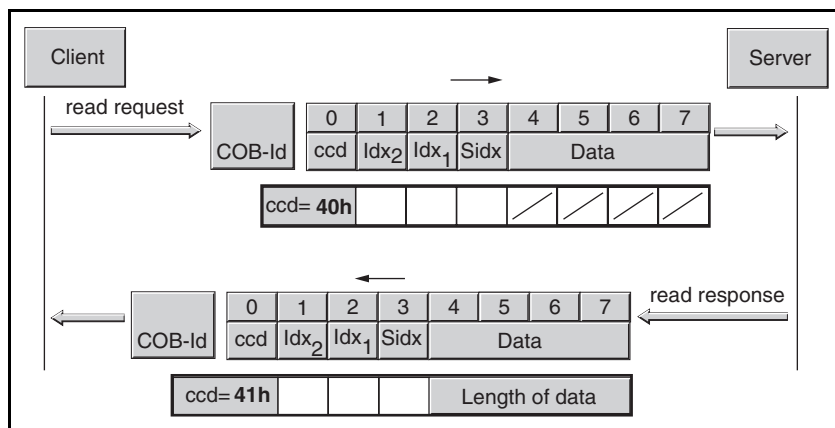 Client
Server
read request
0 1 2 3 4 5 6 7
COB-Id
ccd Idx2 Idx1 Sidx Data
ccd= 40h
read response
0 1 2 3 4 5 6 7
COB-Id
ccd Idx2 Idx1 Sidx Data
ccd= 41h Length of data